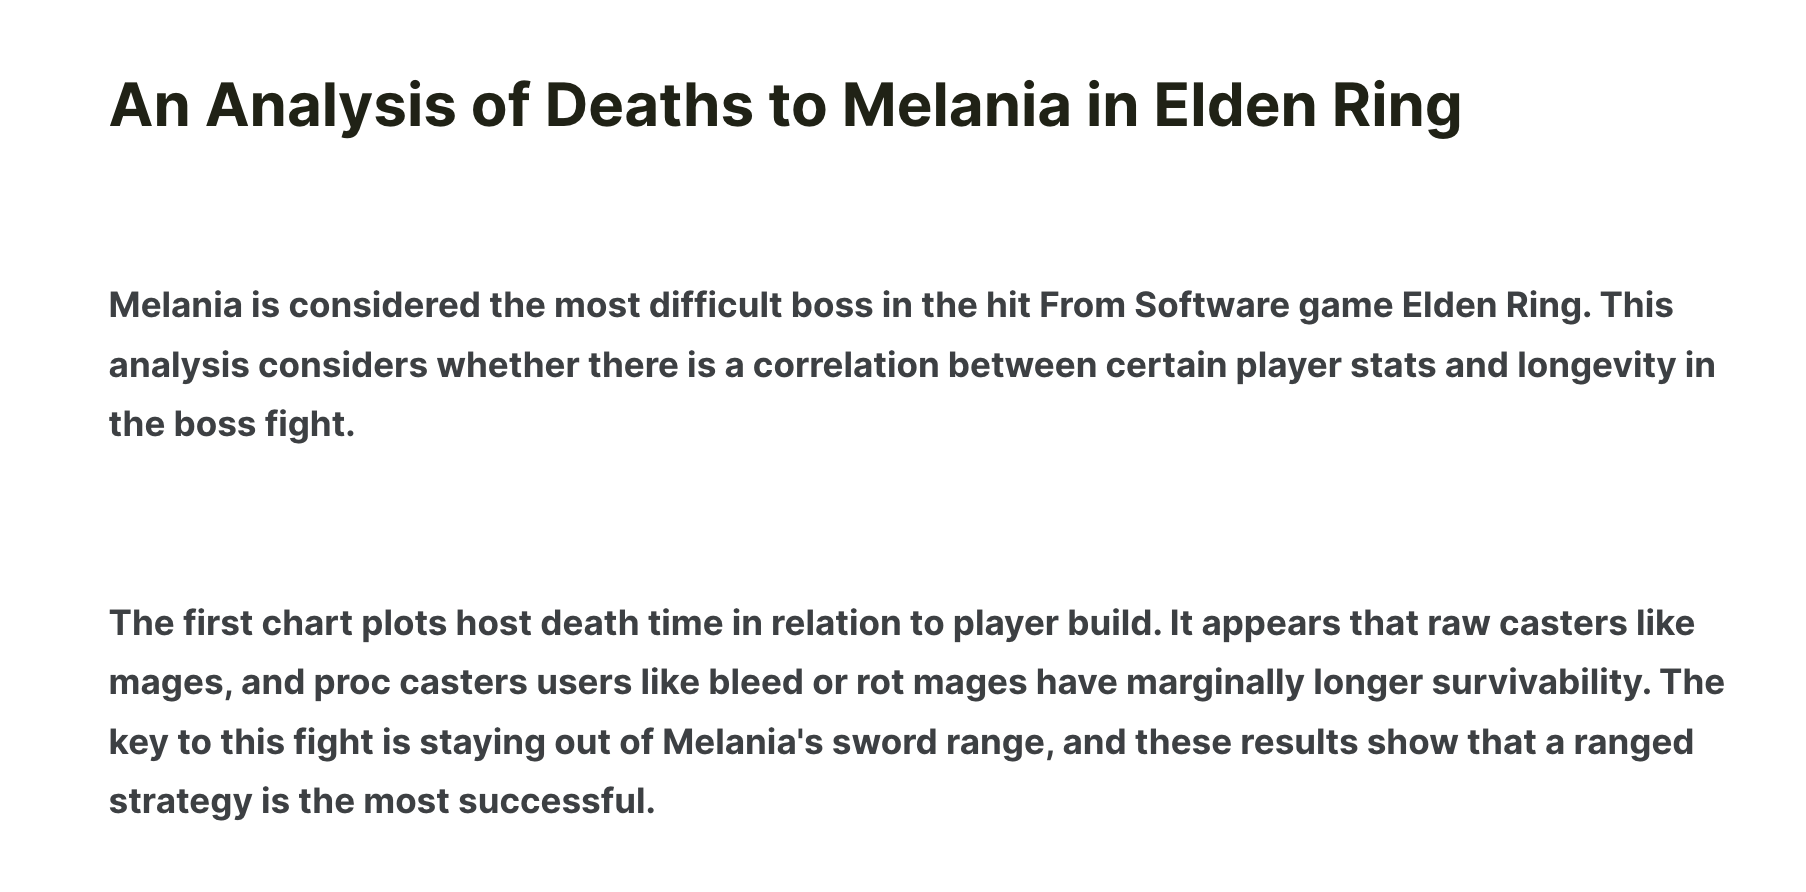 An Analysis of Deaths to Melania in Elden Ring
Melania is considered the most difficult boss in the hit From Software game Elden Ring. This
analysis considers whether there is a correlation between certain player stats and longevity in
the boss fight.
The first chart plots host death time in relation to player build. It appears that raw casters like
mages, and proc casters users like bleed or rot mages have marginally longer survivability. The
key to this fight is staying out of Melania's sword range, and these results show that a ranged
strategy is the most successful.